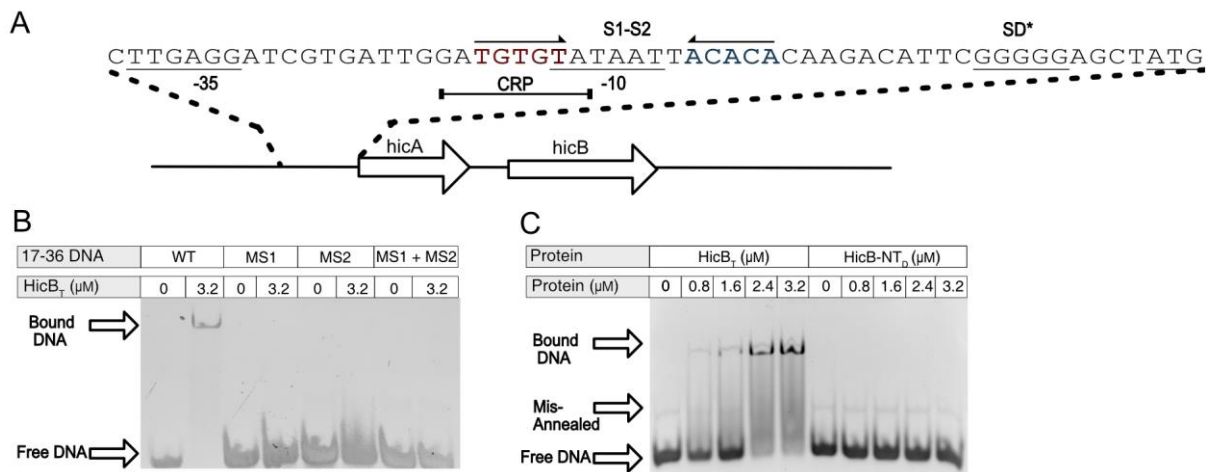 A
S1-S2 SD*
CTTGAGGATCGTGATTGGATGTGTATAATTACACACAAGACATTCGGGGGAGCTATG
-35 CRP -10
hicA hicB
B
17-36 DNA WT MS1 MS2 MS1 + MS2
HicB_T (µM) 0 3.2 0 3.2 0 3.2 0 3.2
Bound
DNA
Free DNA
C
Protein HicB_T (µM) HicB-NT_D (µM)
Protein (µM) 0 0.8 1.6 2.4 3.2 0 0.8 1.6 2.4 3.2
Bound
DNA
Mis-
Annealed
Free DNA